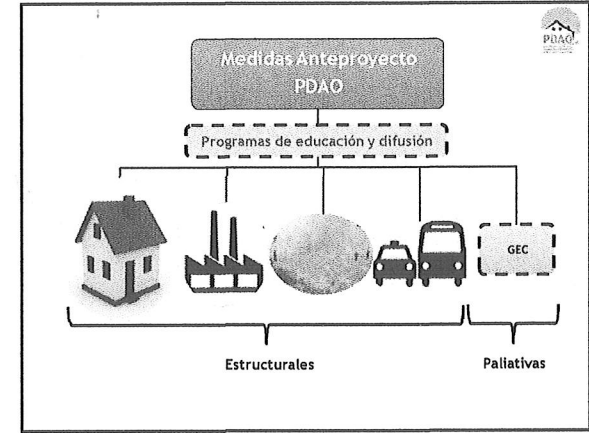 PDAO
Medidas Anteproyecto
PDAO
Programas de educación y difusión
GEC
Estructurales
Paliativas